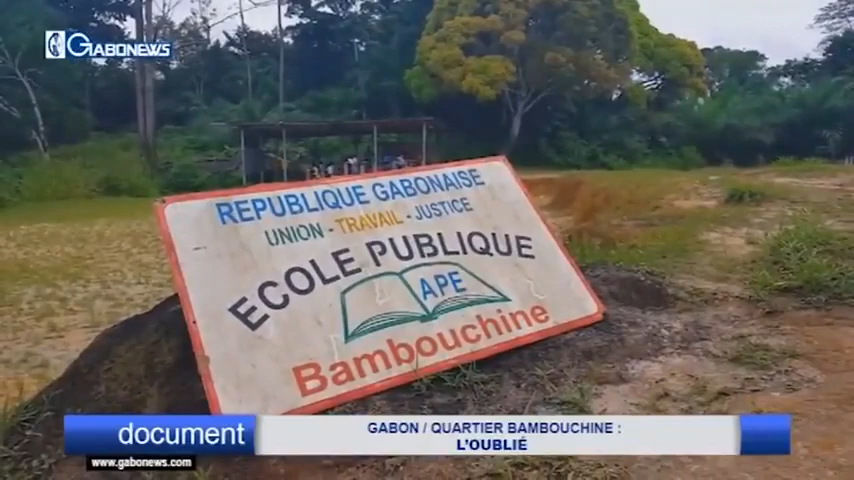 GABONEWS
REPUBLIQUE GABONAISE
UNION - TRAVAIL - JUSTICE
ECOLE PUBLIQUE
APE
Bambouchine
document
GABON / QUARTIER BAMBOUCHINE :
L'OUBLIÉ
www.gabonews.com